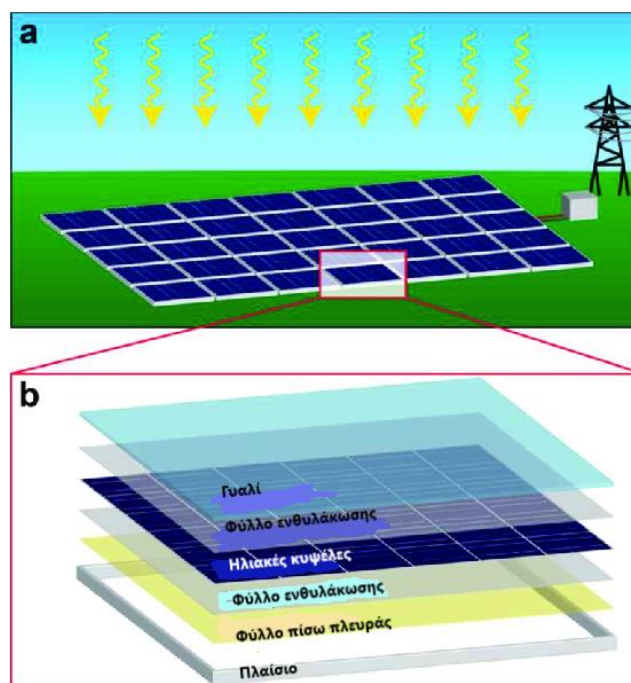 a
b
Γυαλί
Φύλλο ενθυλάκωσης
Ηλιακές κυψέλες
Φύλλο ενθυλάκωσης
Φύλλο πίσω πλευράς
Πλαίσιο